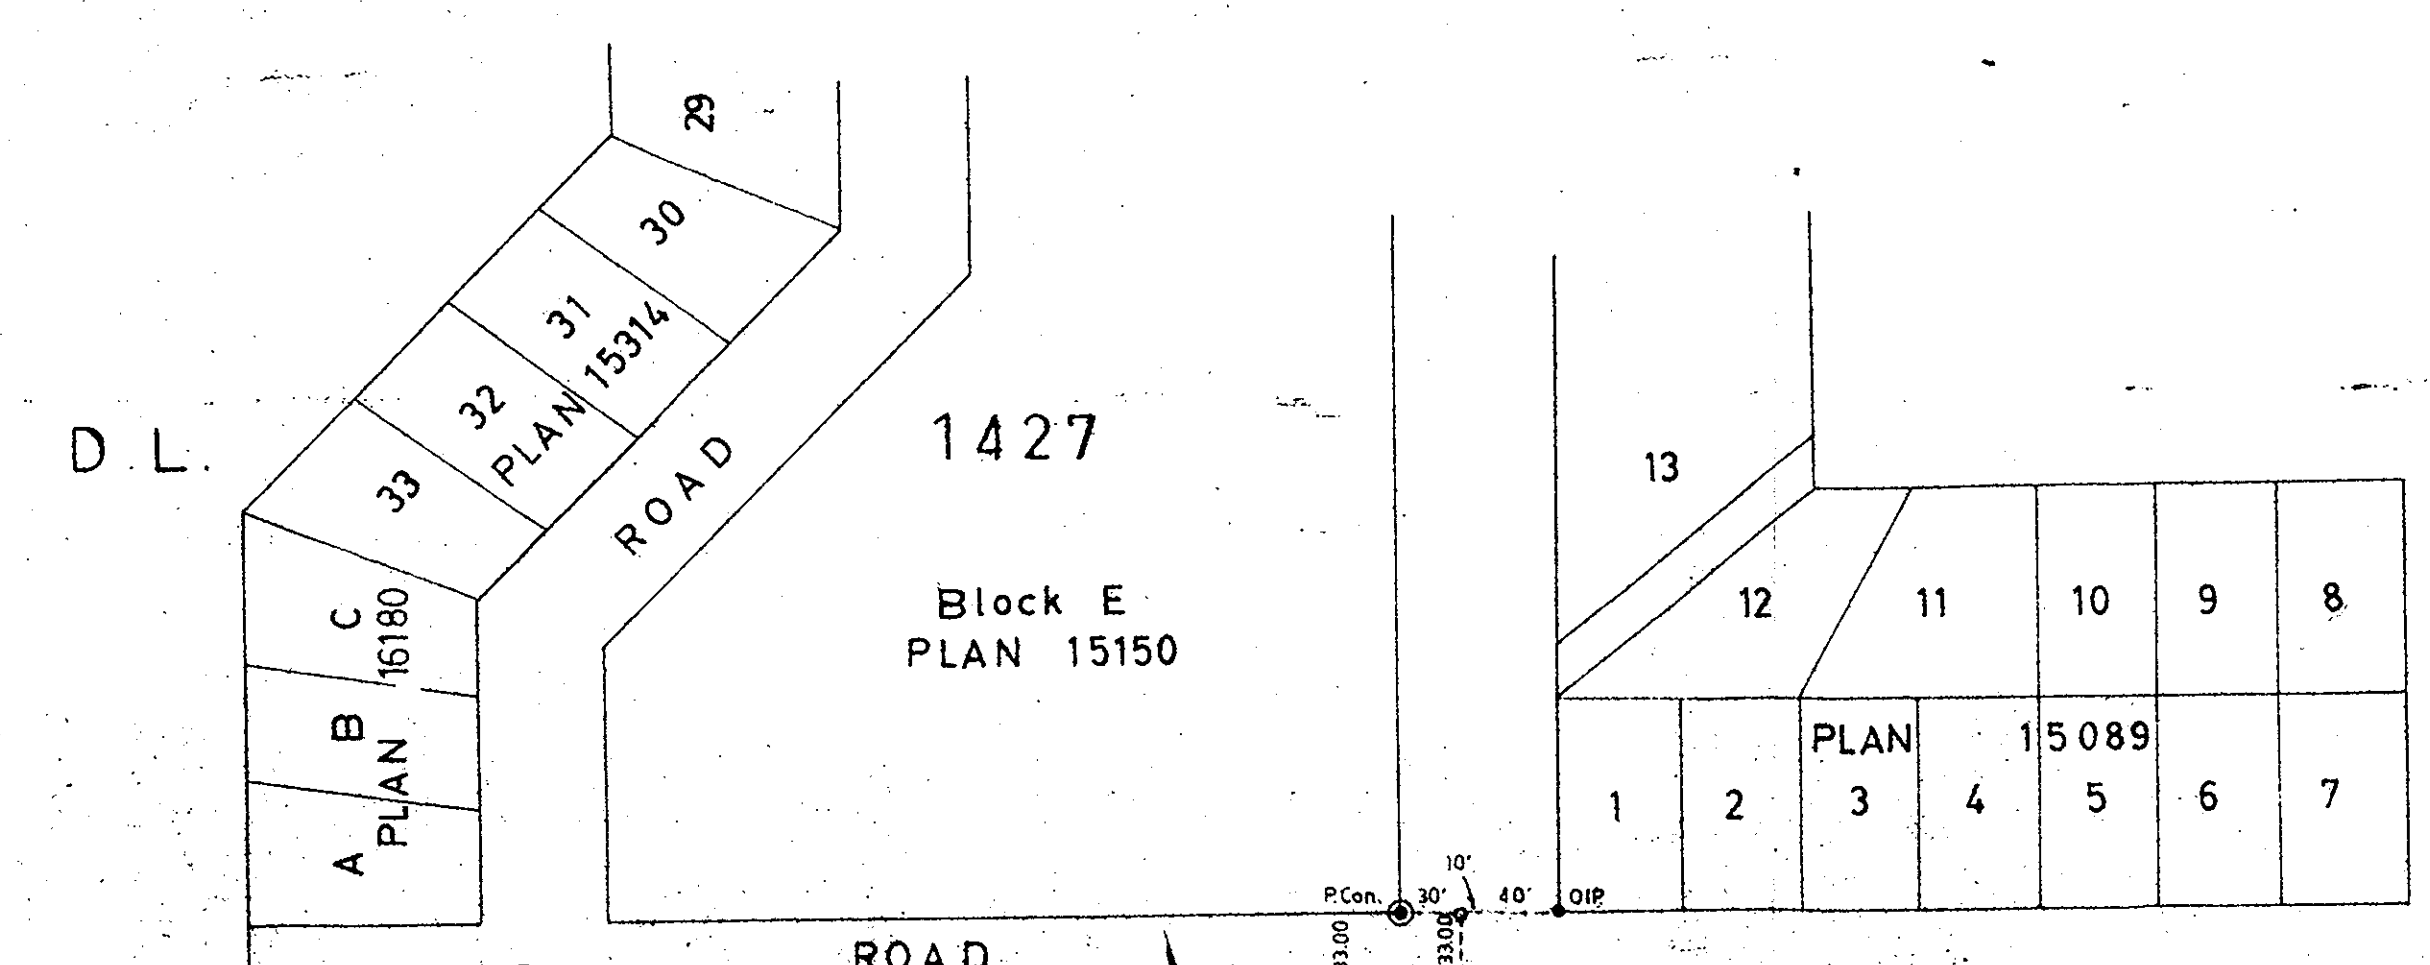 29
30
31
32
33
PLAN 15314
D. L. 1427
ROAD
Block E
PLAN 15150
C
B
A
PLAN 16180
13
12
11
10
9
8
PLAN 15089
1
2
3
4
5
6
7
P.Con.
30'
10'
40'
OIP.
33.00
33.00
ROAD